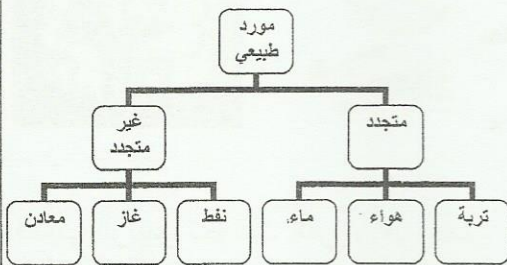 مورد
طبيعي
متجدد
غير
متجدد
تربة
هواء
ماء.
نفط
غاز
معادن